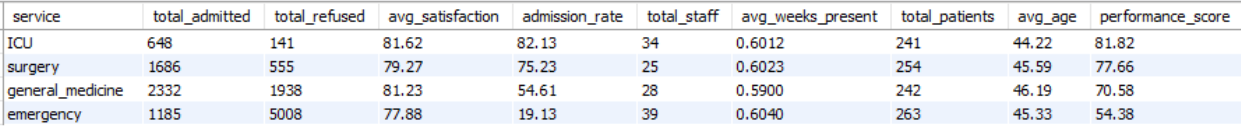 service total_admitted total_refused avg_satisfaction admission_rate total_staff avg_weeks_present total_patients avg_age performance_score
ICU 648 141 81.62 82.13 34 0.6012 241 44.22 81.82
surgery 1686 555 79.27 75.23 25 0.6023 254 45.59 77.66
general_medicine 2332 1938 81.23 54.61 28 0.5900 242 46.19 70.58
emergency 1185 5008 77.88 19.13 39 0.6040 263 45.33 54.38